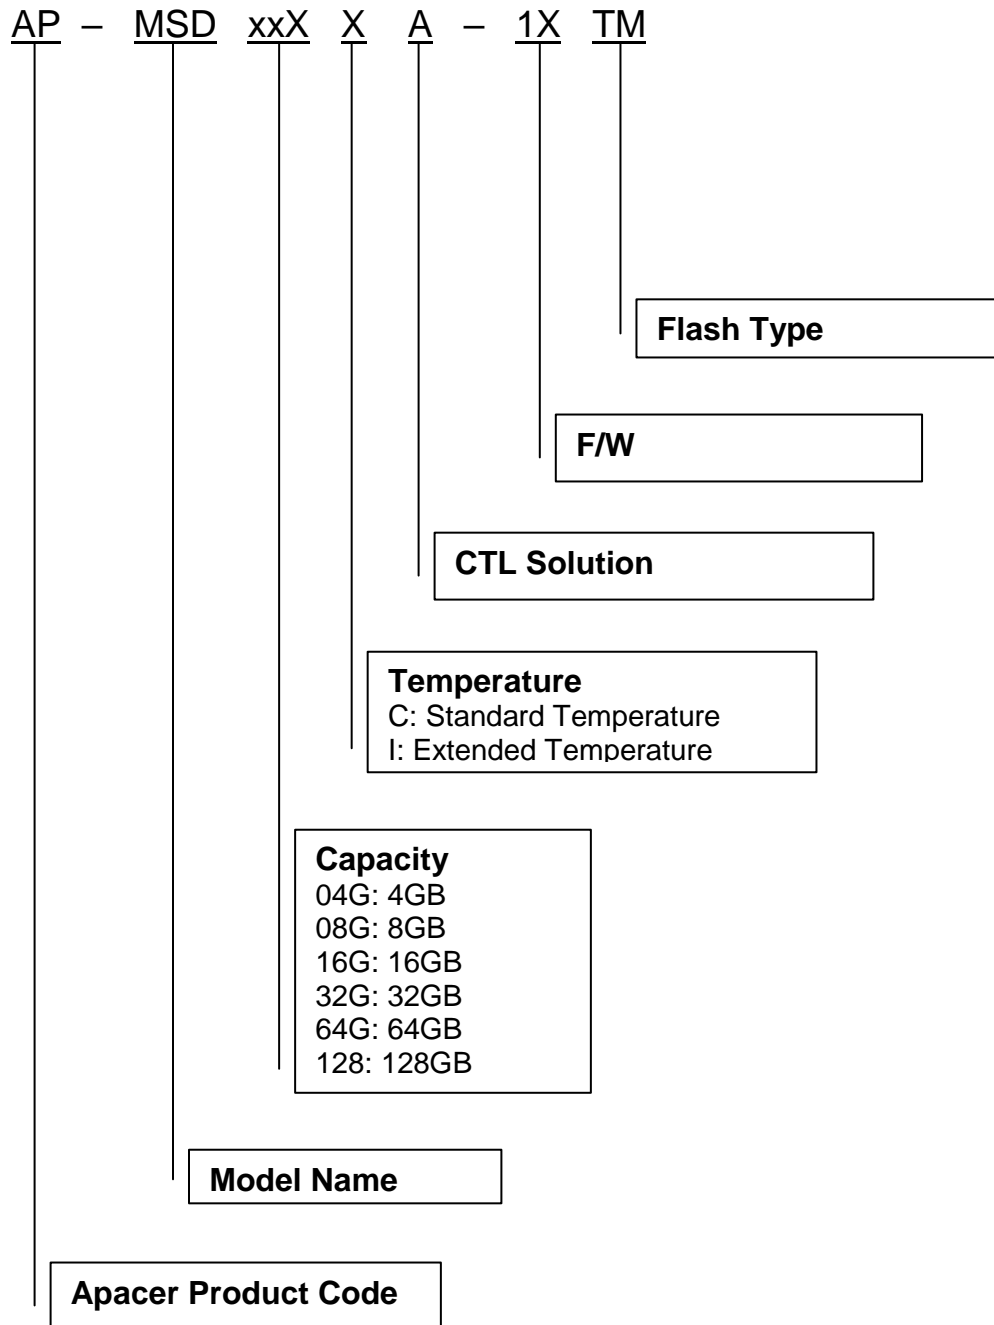 AP – MSD xxX X A – 1X TM
Flash Type
F/W
CTL Solution
Temperature
C: Standard Temperature
I: Extended Temperature
Capacity
04G: 4GB
08G: 8GB
16G: 16GB
32G: 32GB
64G: 64GB
128: 128GB
Model Name
Apacer Product Code